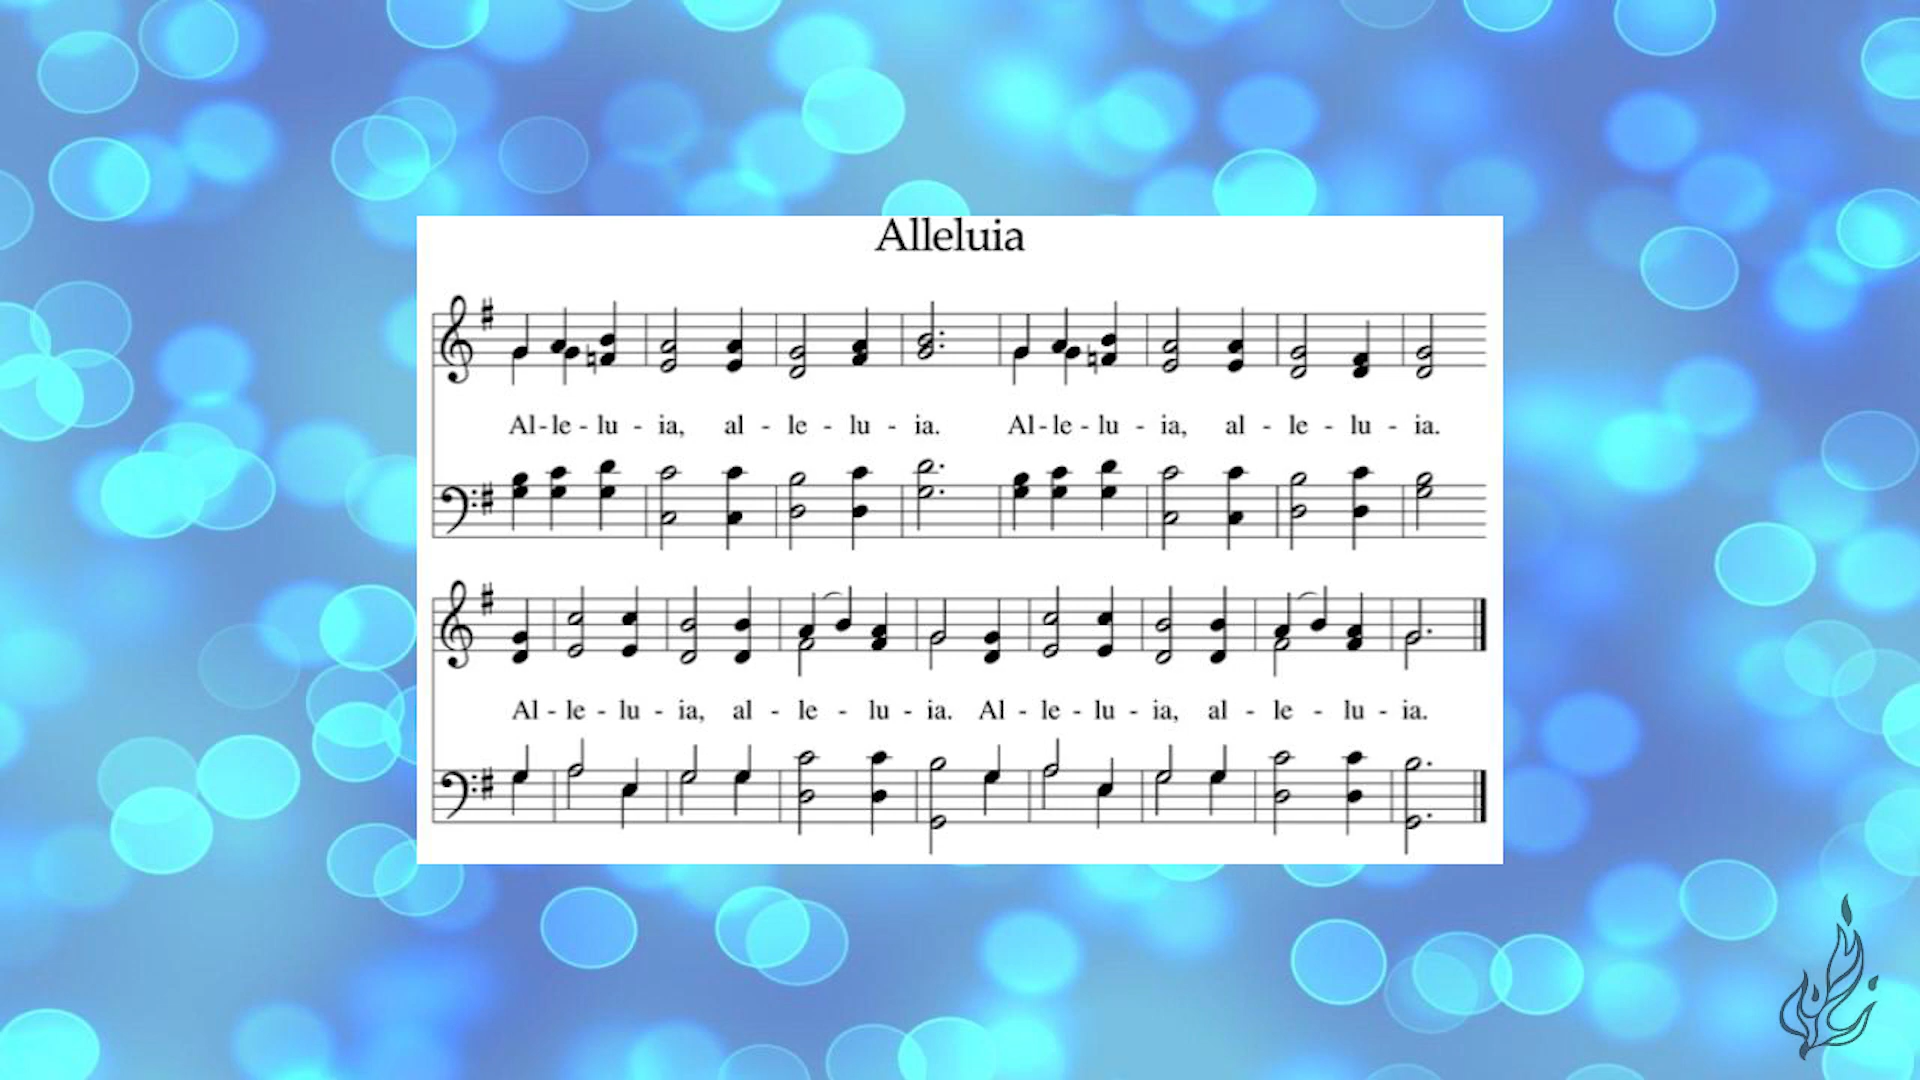 Alleluia
Al - le - lu - ia, al - le - lu - ia. Al - le - lu - ia, al - le - lu - ia.
Al - le - lu - ia, al - le - lu - ia. Al - le - lu - ia, al - le - lu - ia.